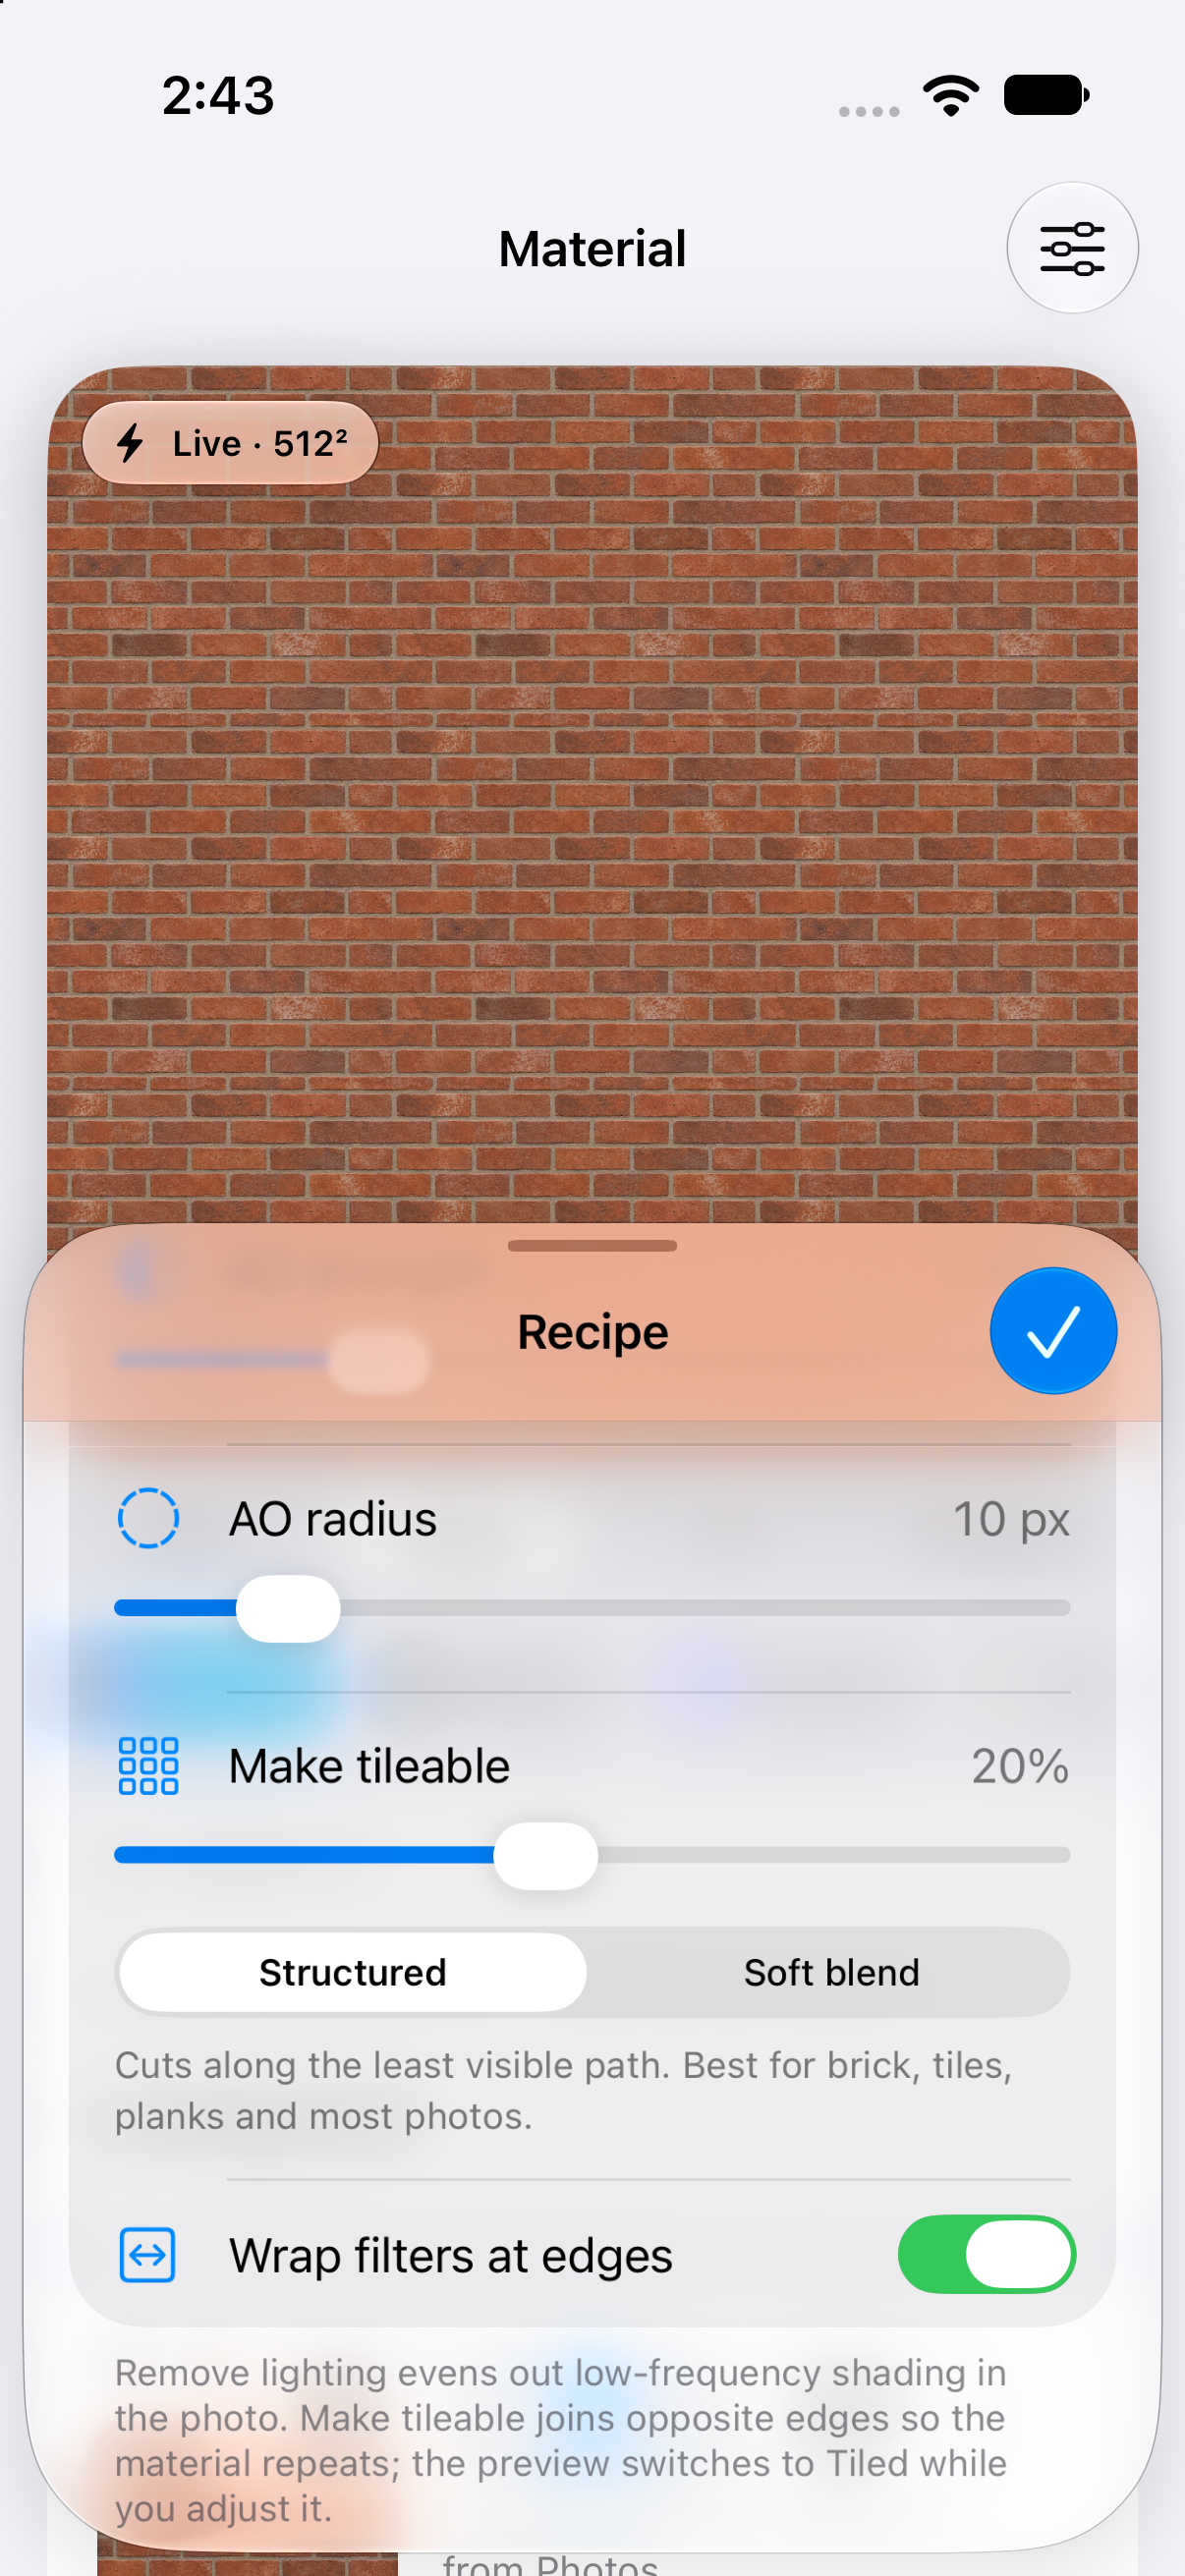 2:43
Material
Live · 512²
Recipe
AO radius
10 px
Make tileable
20%
Structured
Soft blend
Cuts along the least visible path. Best for brick, tiles,
planks and most photos.
Wrap filters at edges
Remove lighting evens out low-frequency shading in
the photo. Make tileable joins opposite edges so the
material repeats; the preview switches to Tiled while
you adjust it.
from Photos